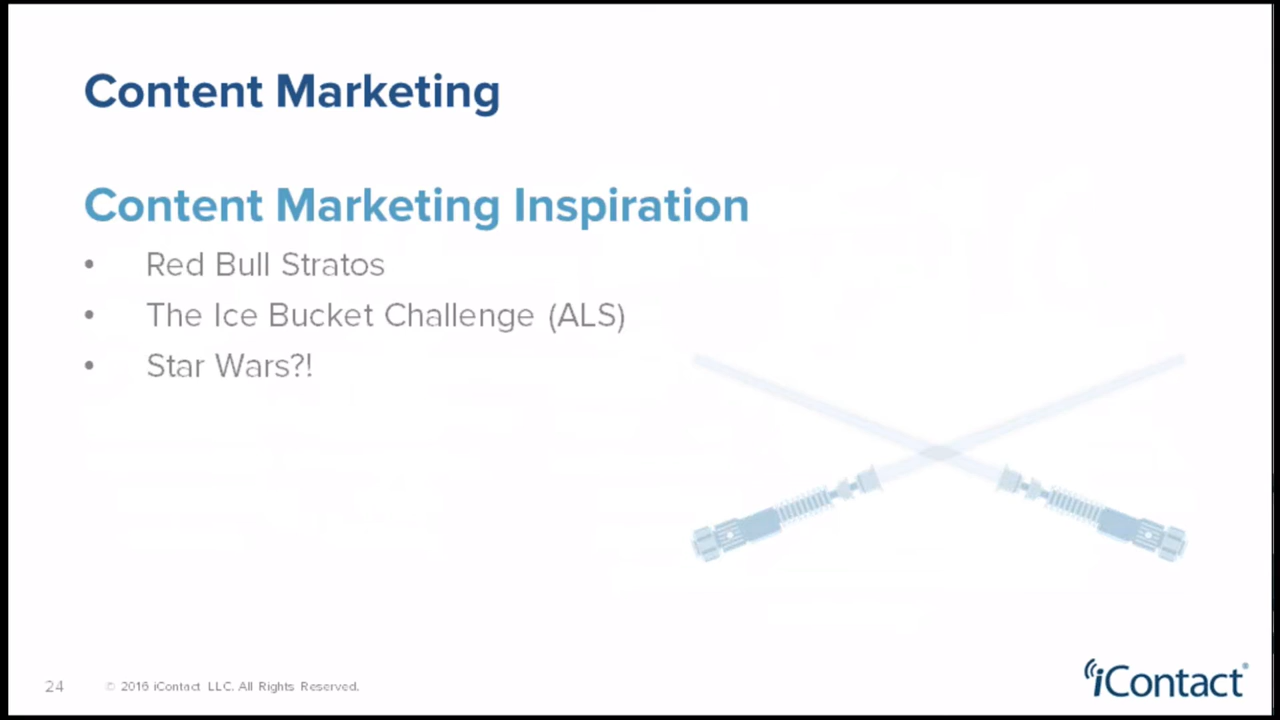 Content Marketing
Content Marketing Inspiration
• Red Bull Stratos
• The Ice Bucket Challenge (ALS)
• Star Wars?!
24 © 2016 iContact LLC. All Rights Reserved.
iContact®